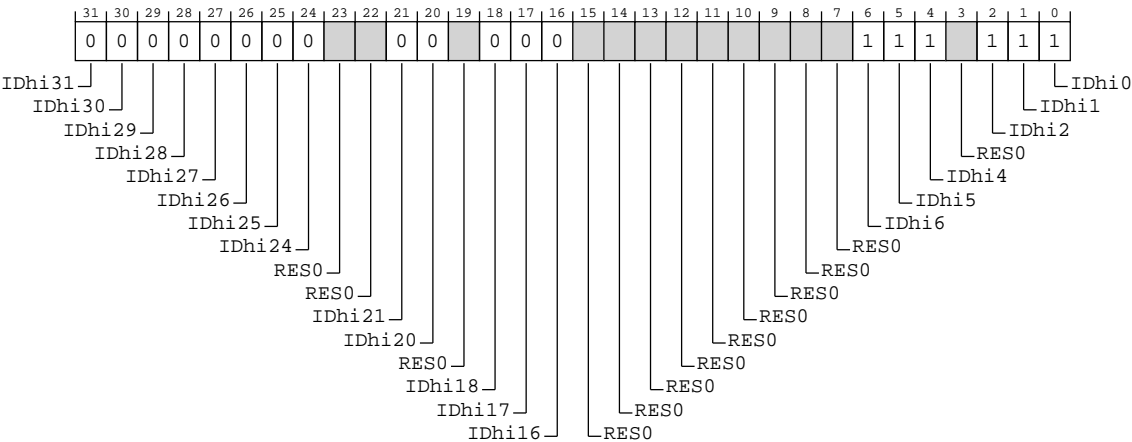 31 30 29 28 27 26 25 24 23 22 21 20 19 18 17 16 15 14 13 12 11 10 9 8 7 6 5 4 3 2 1 0
0 0 0 0 0 0 0 0 0 0 0 0 0 1 1 1 1 1 1
IDhi31 IDhi0
IDhi30 IDhi1
IDhi29 IDhi2
IDhi28 RES0
IDhi27 IDhi4
IDhi26 IDhi5
IDhi25 IDhi6
IDhi24 RES0
RES0 RES0
RES0 RES0
IDhi21 RES0
IDhi20 RES0
RES0 RES0
IDhi18 RES0
IDhi17 RES0
IDhi16 RES0